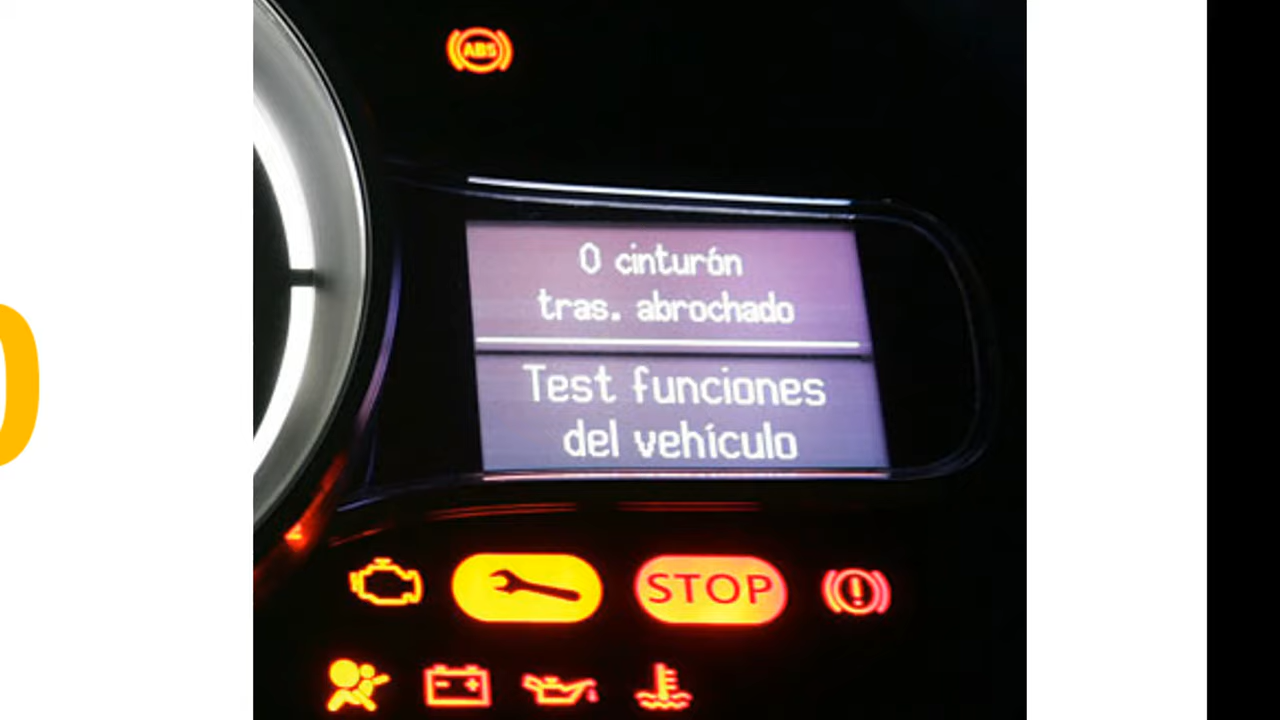 ABS
0 cinturón
tras. abrochado
Test funciones
del vehículo
STOP